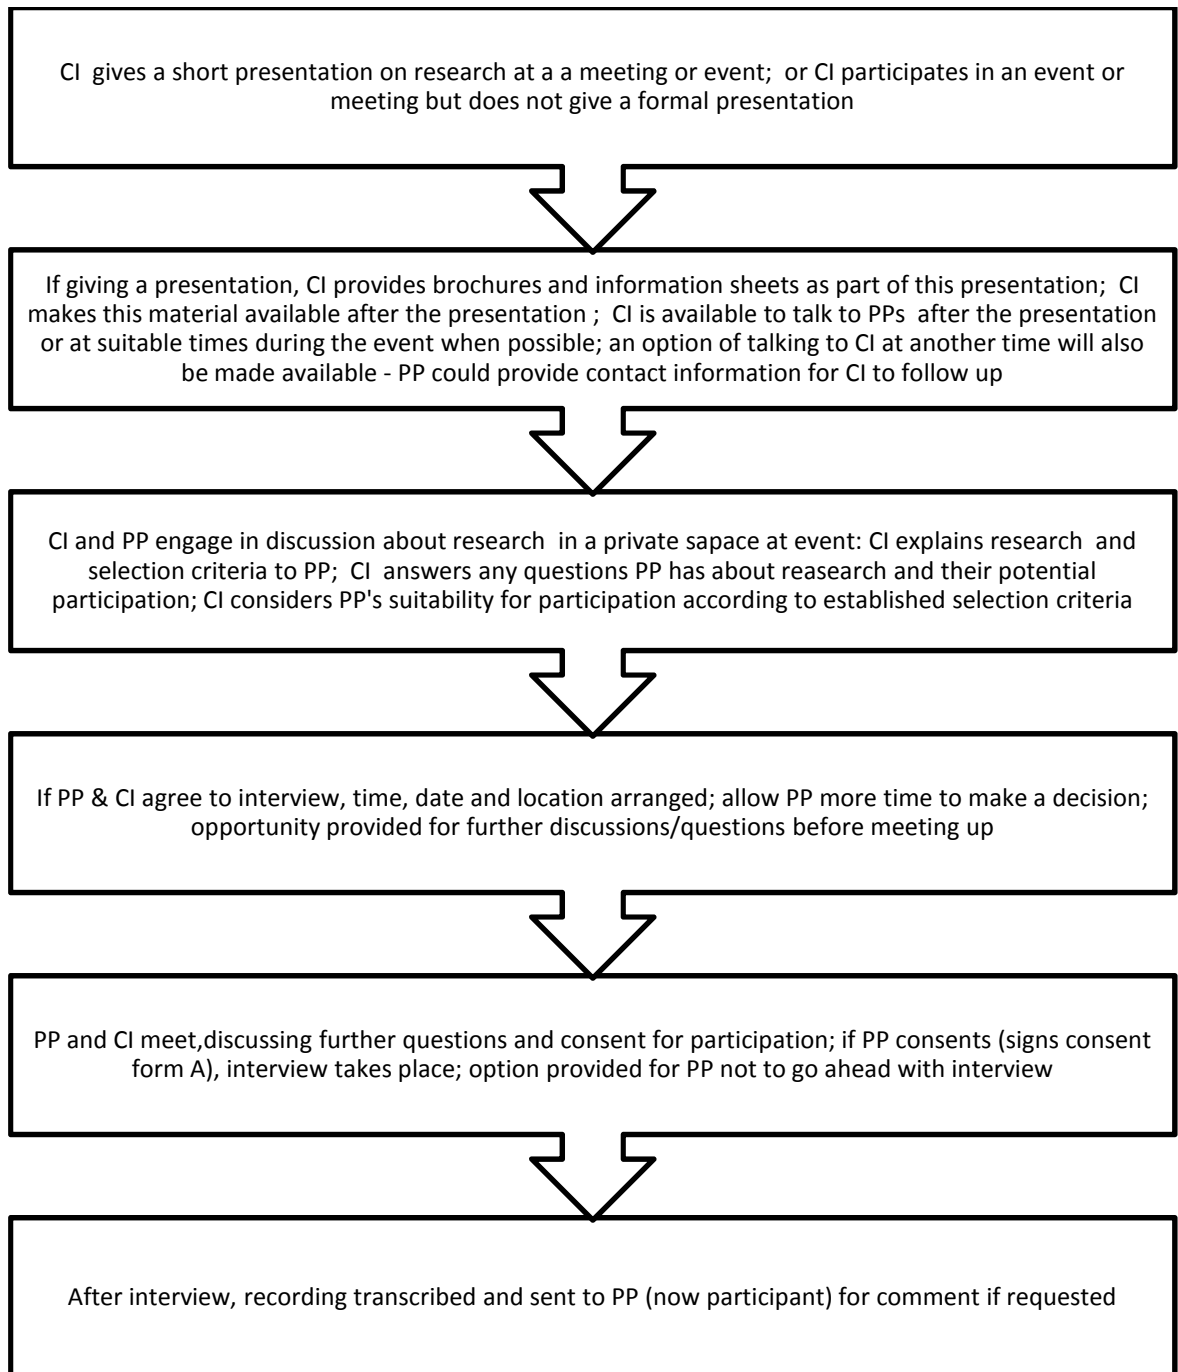 CI gives a short presentation on research at a a meeting or event; or CI participates in an event or
meeting but does not give a formal presentation
If giving a presentation, CI provides brochures and information sheets as part of this presentation; CI
makes this material available after the presentation ; CI is available to talk to PPs after the presentation
or at suitable times during the event when possible; an option of talking to CI at another time will also
be made available - PP could provide contact information for CI to follow up
CI and PP engage in discussion about research in a private sapace at event: CI explains research and
selection criteria to PP; CI answers any questions PP has about reasearch and their potential
participation; CI considers PP's suitability for participation according to established selection criteria
If PP & CI agree to interview, time, date and location arranged; allow PP more time to make a decision;
opportunity provided for further discussions/questions before meeting up
PP and CI meet,discussing further questions and consent for participation; if PP consents (signs consent
form A), interview takes place; option provided for PP not to go ahead with interview
After interview, recording transcribed and sent to PP (now participant) for comment if requested